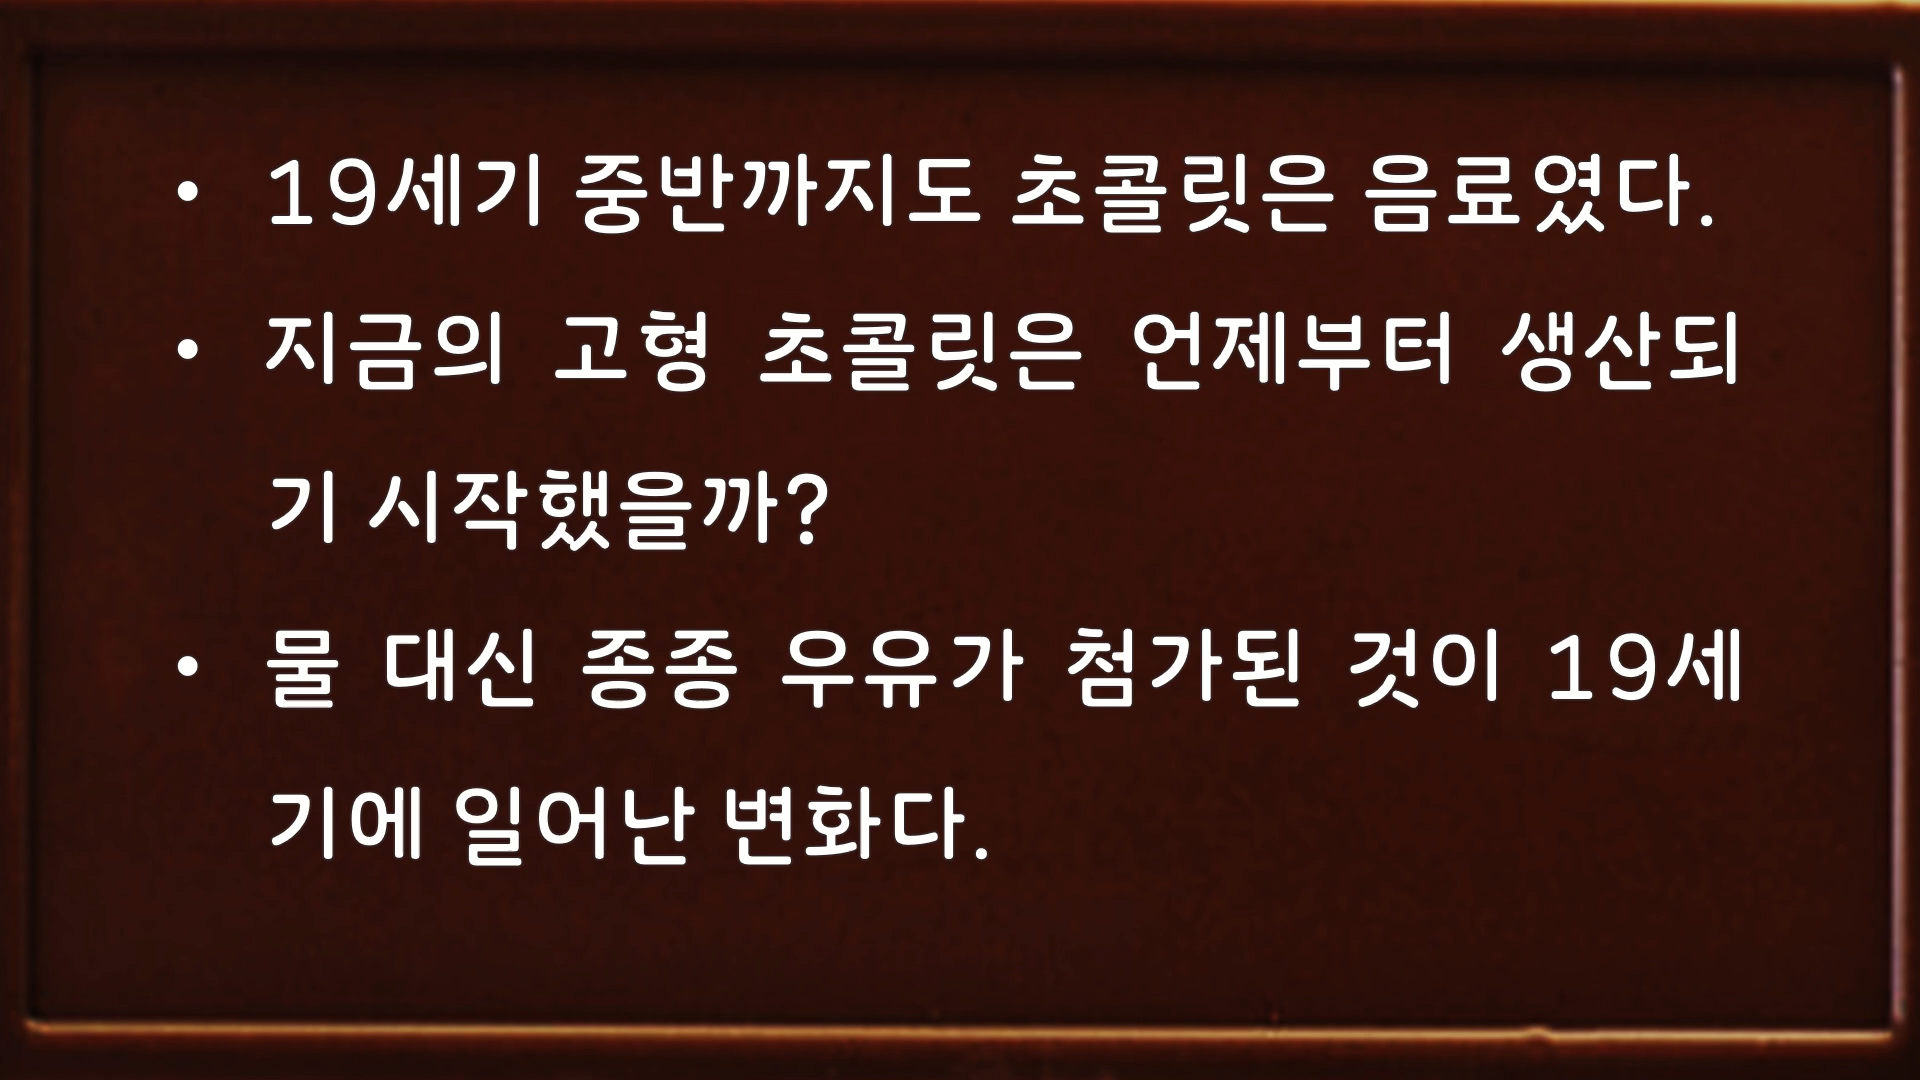 • 19세기 중반까지도 초콜릿은 음료였다.
• 지금의 고형 초콜릿은 언제부터 생산되
기 시작했을까?
• 물 대신 종종 우유가 첨가된 것이 19세
기에 일어난 변화다.